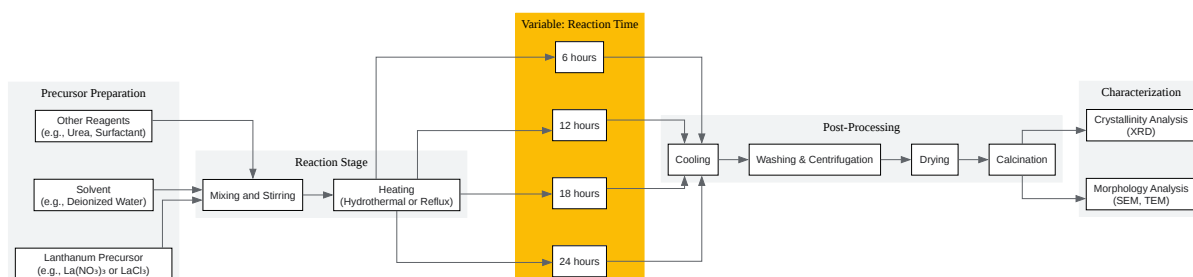 Variable: Reaction Time
6 hours
12 hours
18 hours
24 hours
Precursor Preparation
Other Reagents
(e.g., Urea, Surfactant)
Solvent
(e.g., Deionized Water)
Lanthanum Precursor
(e.g., La(NO₃)₃ or LaCl₃)
Reaction Stage
Mixing and Stirring
Heating
(Hydrothermal or Reflux)
Post-Processing
Cooling
Washing & Centrifugation
Drying
Calcination
Characterization
Crystallinity Analysis
(XRD)
Morphology Analysis
(SEM, TEM)